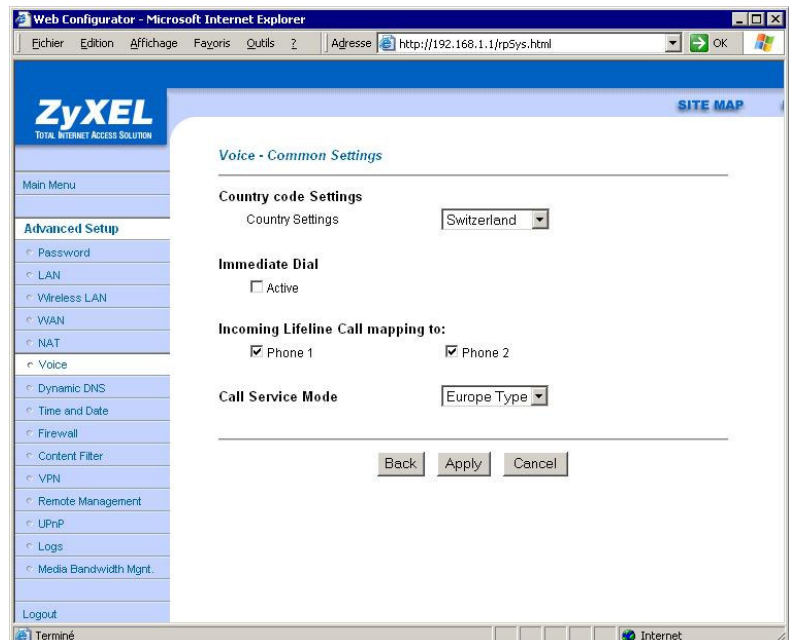 Web Configurator - Microsoft Internet Explorer
Fichier Edition Affichage Favoris Outils ? Adresse http://192.168.1.1/rpSys.html OK
ZyXEL
TOTAL INTERNET ACCESS SOLUTION
SITE MAP
Main Menu
Advanced Setup
Password
LAN
Wireless LAN
WAN
NAT
Voice
Dynamic DNS
Time and Date
Firewall
Content Filter
VPN
Remote Management
UPnP
Logs
Media Bandwidth Mgnt.
Logout
Voice - Common Settings
Country code Settings
Country Settings Switzerland
Immediate Dial
Active
Incoming Lifeline Call mapping to:
Phone 1 Phone 2
Call Service Mode Europe Type
Back Apply Cancel
Terminé Internet